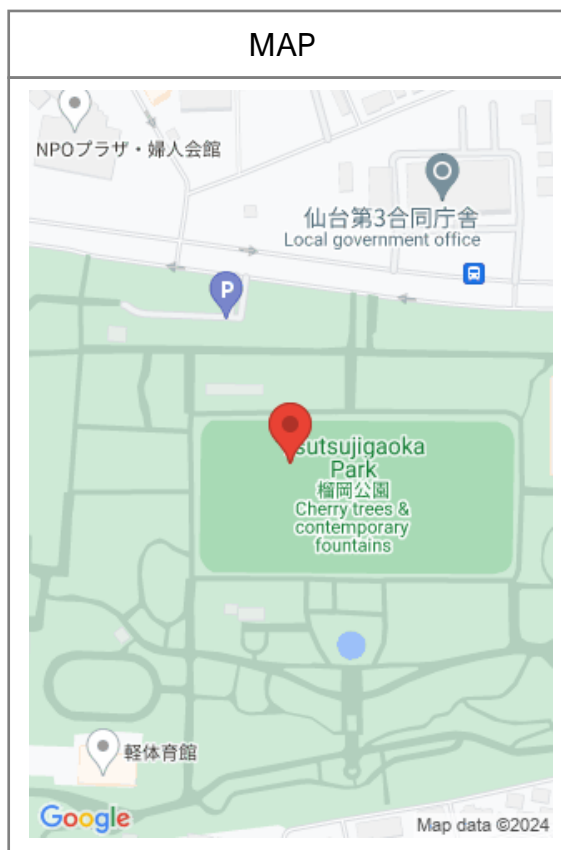 MAP
NPOプラザ・婦人会館
仙台第3合同庁舎
Local government office
P
sutsujigaoka
Park
榴岡公園
Cherry trees &
contemporary
fountains
軽体育館
Google
Map data ©2024